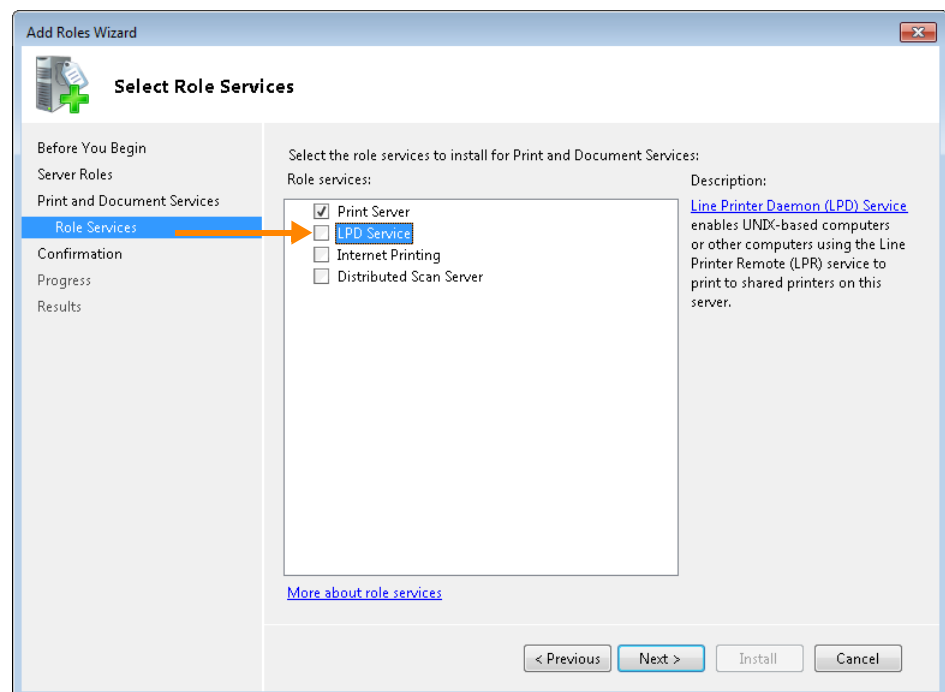 Add Roles Wizard
Select Role Services
Before You Begin
Server Roles
Print and Document Services
Role Services
Confirmation
Progress
Results
Select the role services to install for Print and Document Services:
Role services:
Print Server
LPD Service
Internet Printing
Distributed Scan Server
More about role services
Description:
Line Printer Daemon (LPD) Service
enables UNIX-based computers
or other computers using the Line
Printer Remote (LPR) service to
print to shared printers on this
server.
< Previous
Next >
Install
Cancel